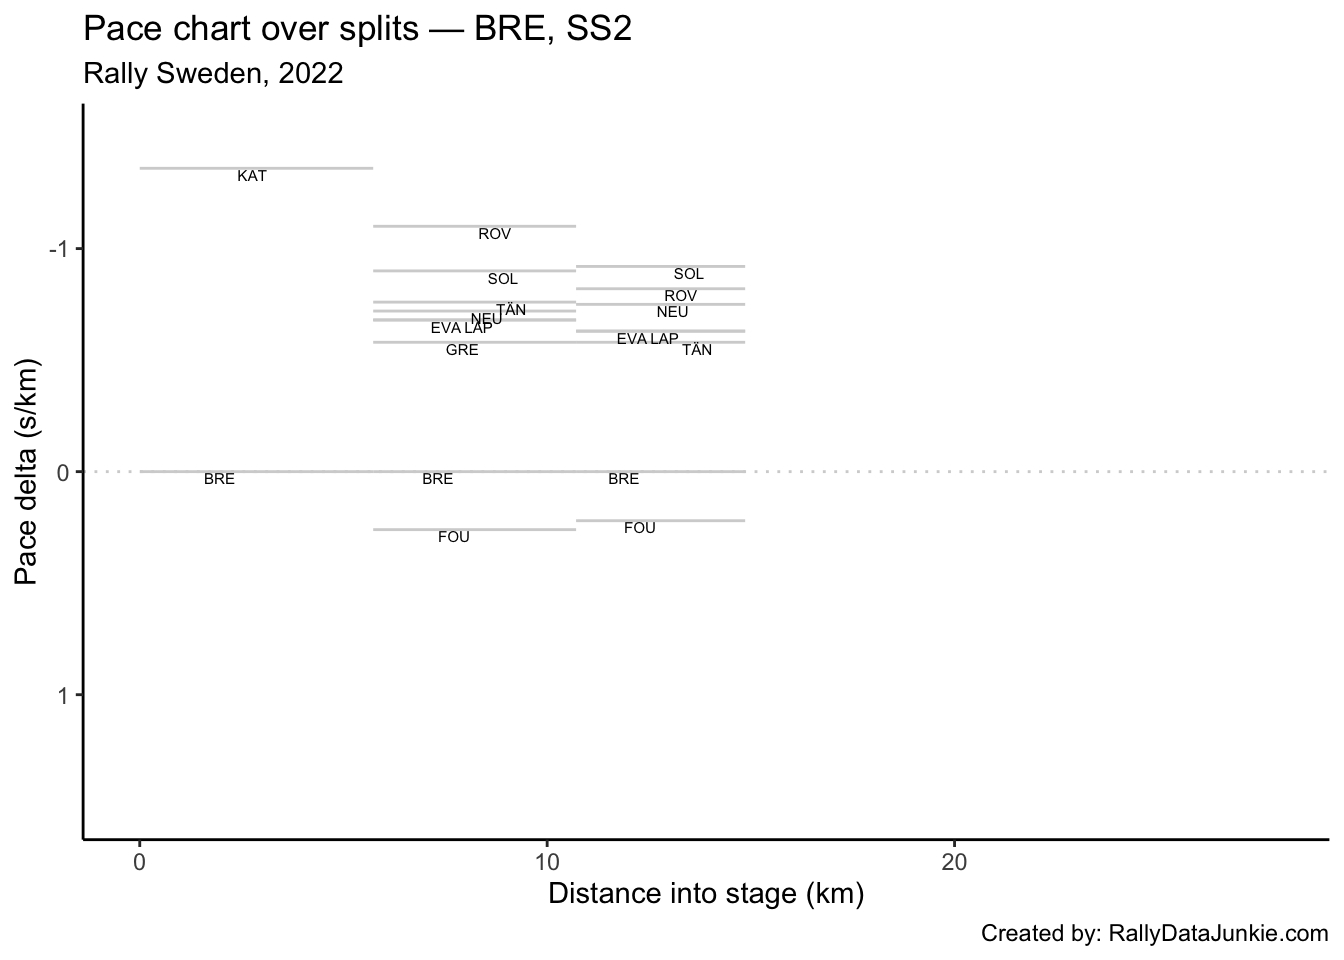 Pace chart over splits — BRE, SS2
Rally Sweden, 2022
KAT
ROV
SOL
SOL
ROV
TÄN
NEU
NEU
EVA LAP
EVA LAP
GRE
TÄN
BRE
BRE
BRE
FOU
FOU
-1
0
1
Pace delta (s/km)
0
10
20
Distance into stage (km)
Created by: RallyDataJunkie.com